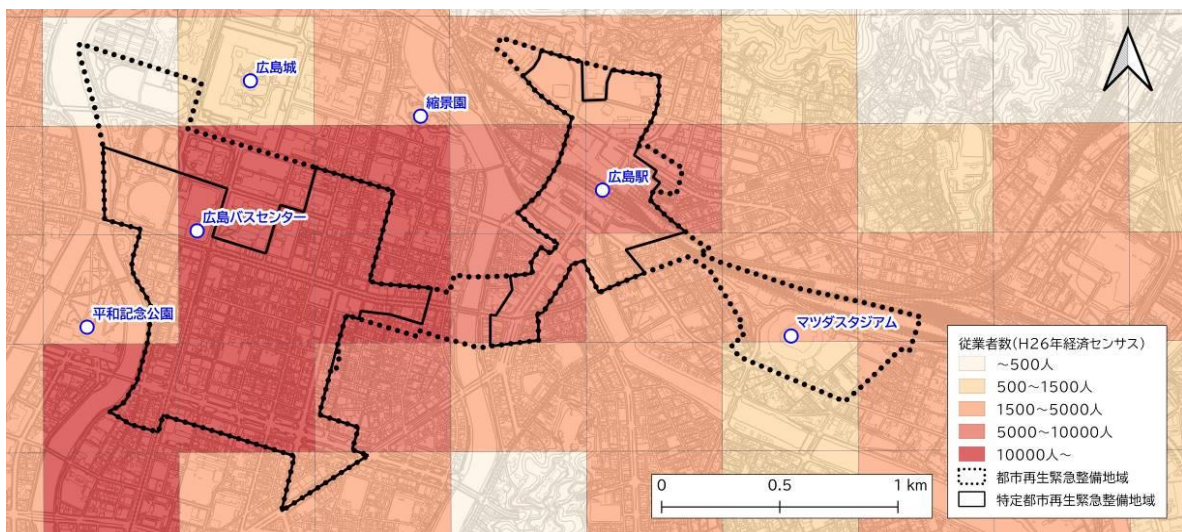 広島城
縮景園
広島駅
広島バスセンター
平和記念公園
マツダスタジアム
従業者数(H26年経済センサス)
~500人
500~1500人
1500~5000人
5000~10000人
10000人~
都市再生緊急整備地域
特定都市再生緊急整備地域
0 0.5 1 km